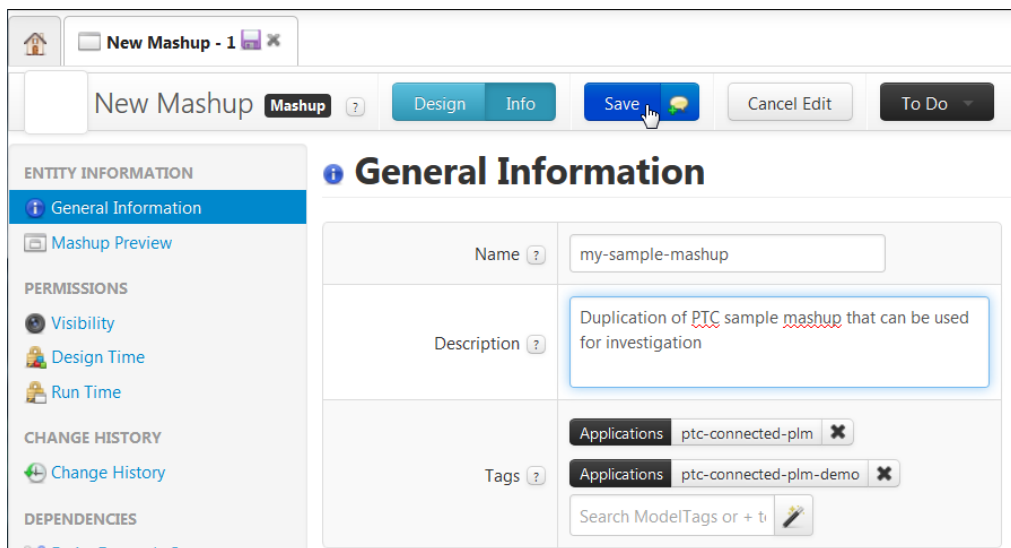 New Mashup - 1
New Mashup Mashup ? Design Info Save Cancel Edit To Do
ENTITY INFORMATION
General Information
Mashup Preview
PERMISSIONS
Visibility
Design Time
Run Time
CHANGE HISTORY
Change History
DEPENDENCIES
General Information
Name ? my-sample-mashup
Description ? Duplication of PTC sample mashup that can be used
for investigation
Tags ?
Applications ptc-connected-plm
Applications ptc-connected-plm-demo
Search ModelTags or + t